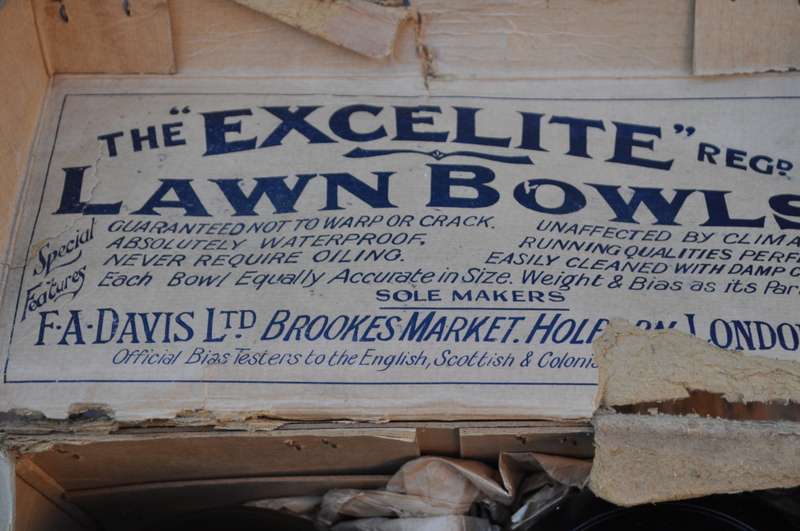 THE "EXCELITE" REGD.
LAWN BOWLS
Special Features
GUARANTEED NOT TO WARP OR CRACK.
ABSOLUTELY WATERPROOF.
NEVER REQUIRE OILING.
UNAFFECTED BY
RUNNING QUALITIES
EASILY CLEANED WITH DAMP
Each Bowl Equally Accurate in Size. Weight & Bias as its
SOLE MAKERS
F.A. DAVIS LTD BROOKES MARKET. LONDON
Official Bias Testers to the English, Scottish &